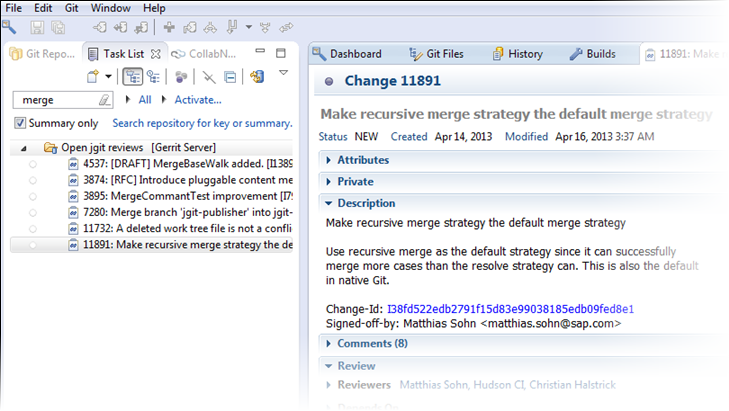 File Edit Git Window Help
Git Repo... Task List CollabN...
Dashboard Git Files History Builds 11891: Make
merge All Activate...
Summary only Search repository for key or summary.
Open jgit reviews [Gerrit Server]
4537: [DRAFT] MergeBaseWalk added. [I1389
3874: [RFC] Introduce pluggable content me
3895: MergeCommantTest improvement [I79
7280: Merge branch 'jgit-publisher' into jgit-
11732: A deleted work tree file is not a confli
11891: Make recursive merge strategy the de
Change 11891
Make recursive merge strategy the default merge strategy
Status NEW Created Apr 14, 2013 Modified Apr 16, 2013 3:37 AM
Attributes
Private
Description
Make recursive merge strategy the default merge strategy
Use recursive merge as the default strategy since it can successfully
merge more cases than the resolve strategy can. This is also the default
in native Git.
Change-Id: I38fd522edb2791f15d83e99038185edb09fed8e1
Signed-off-by: Matthias Sohn <matthias.sohn@sap.com>
Comments (8)
Review
Reviewers Matthias Sohn, Hudson CI, Christian Halstrick